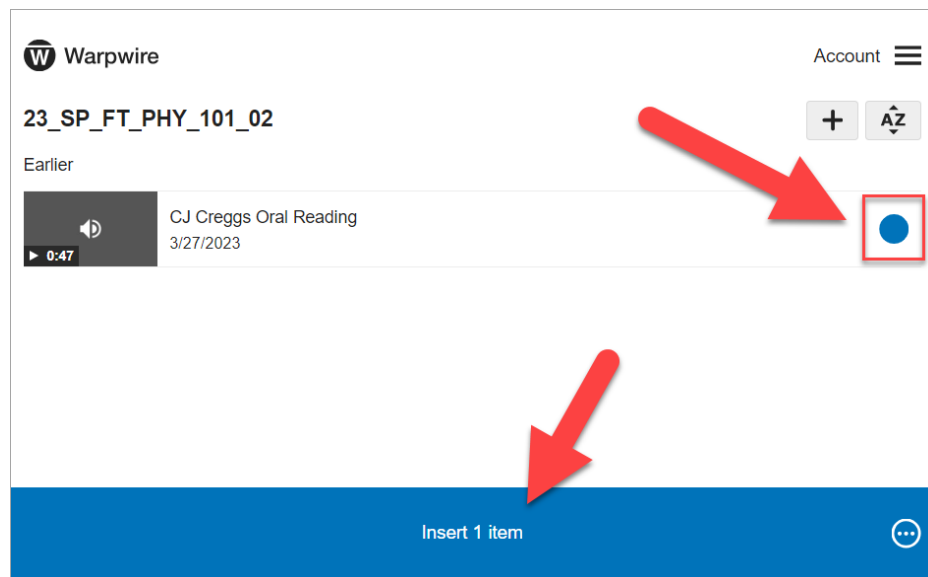 W Warpwire
Account
23_SP_FT_PHY_101_02
AZ
Earlier
CJ Creggs Oral Reading
3/27/2023
0:47
Insert 1 item